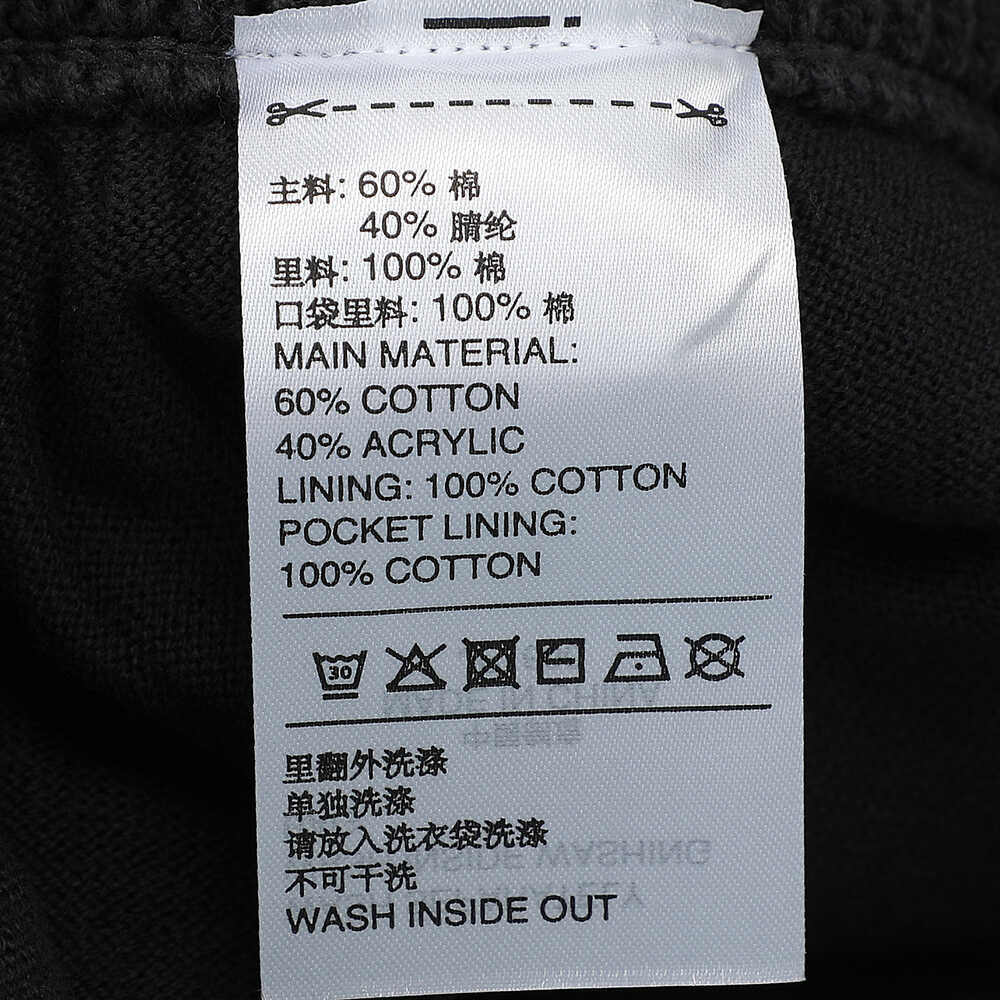 主料: 60% 棉
40% 腈纶
里料: 100% 棉
口袋里料: 100% 棉
MAIN MATERIAL:
60% COTTON
40% ACRYLIC
LINING: 100% COTTON
POCKET LINING:
100% COTTON
30
里翻外洗涤
单独洗涤
请放入洗衣袋洗涤
不可干洗
WASH INSIDE OUT